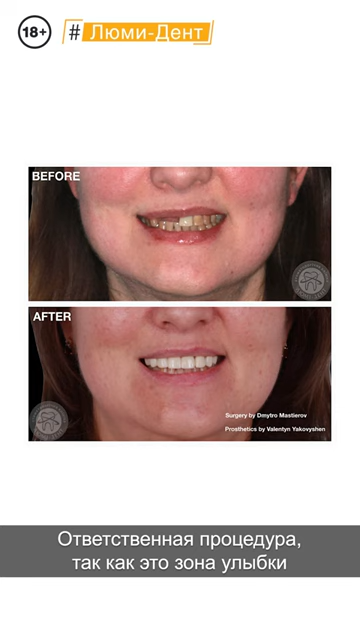 18+
# Люми-Дент
BEFORE
AFTER
Surgery by Dmytro Mastierov
Prosthetics by Valentyn Yakovyshen
Ответственная процедура,
так как это зона улыбки